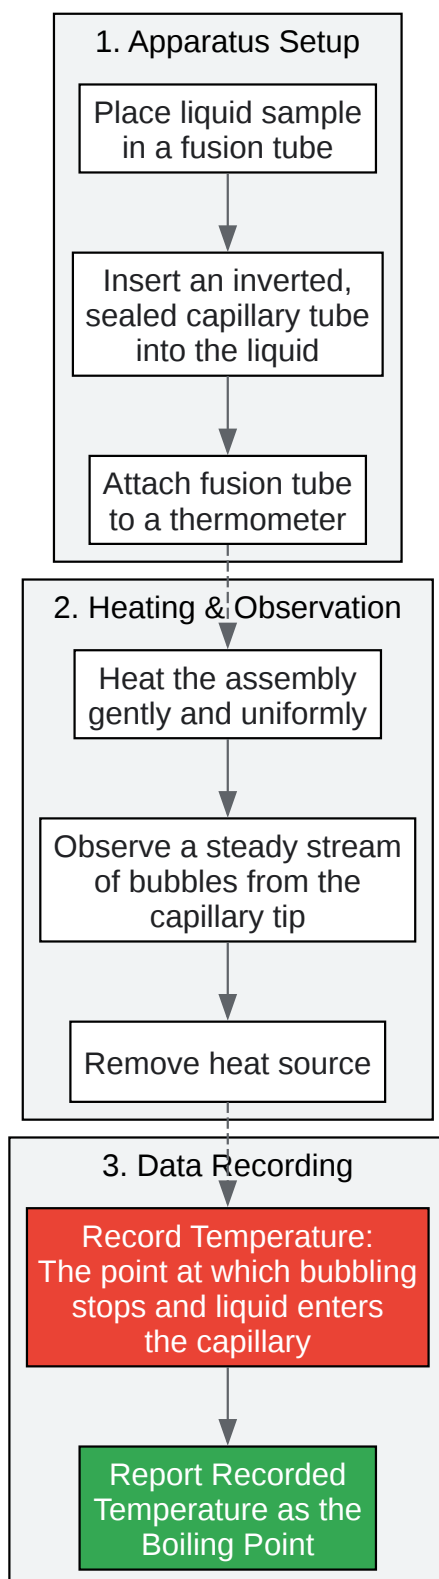 1. Apparatus Setup
Place liquid sample
in a fusion tube
Insert an inverted,
sealed capillary tube
into the liquid
Attach fusion tube
to a thermometer
2. Heating & Observation
Heat the assembly
gently and uniformly
Observe a steady stream
of bubbles from the
capillary tip
Remove heat source
3. Data Recording
Record Temperature:
The point at which bubbling
stops and liquid enters
the capillary
Report Recorded
Temperature as the
Boiling Point